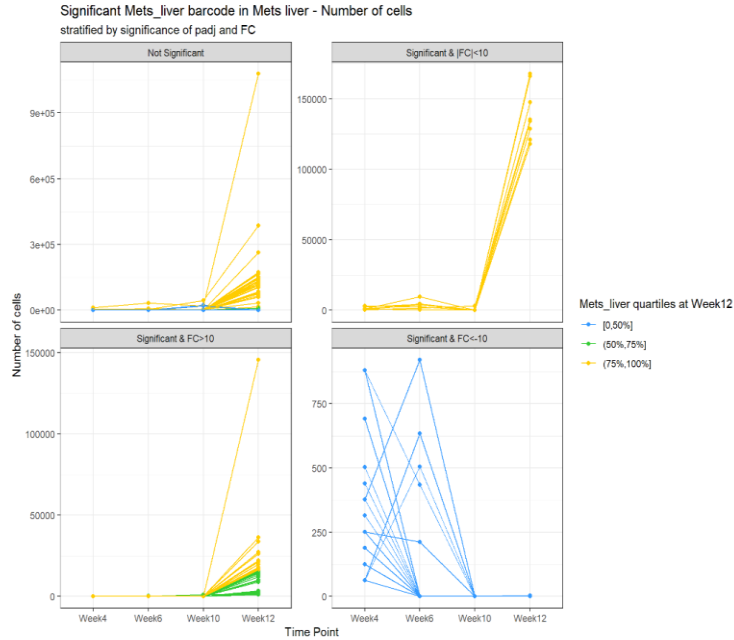 Significant Mets_liver barcode in Mets liver - Number of cells
stratified by significance of padj and FC
Not Significant
Significant & |FC|<10
9e+05
6e+05
3e+05
0e+00
150000
100000
50000
0
Significant & FC>10
Significant & FC<-10
150000
100000
50000
0
750
500
250
0
Week4 Week6 Week10 Week12
Week4 Week6 Week10 Week12
Time Point
Number of cells
Mets_liver quartiles at Week12
[0,50%]
(50%,75%]
(75%,100%]